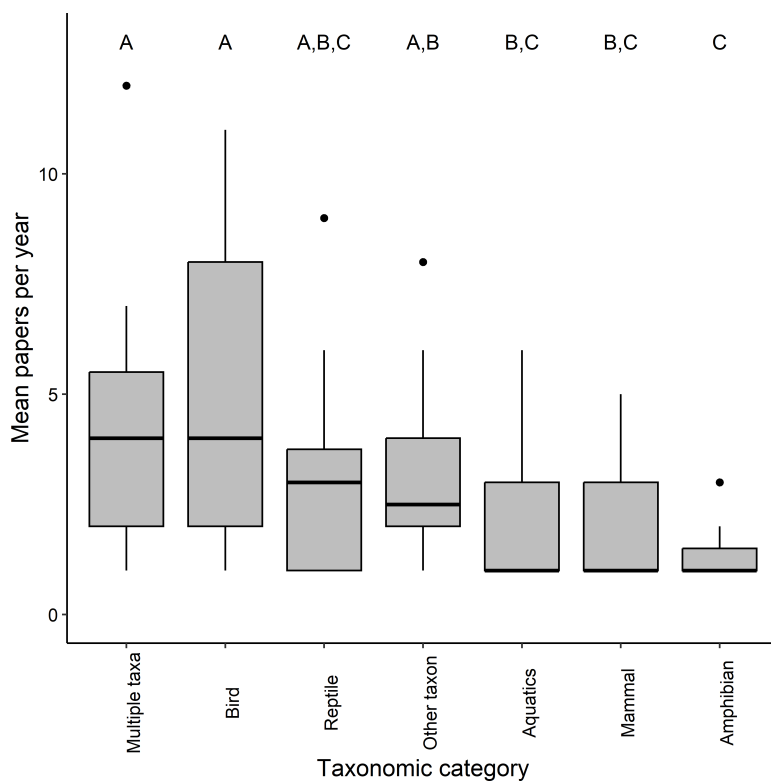 A A A,B,C A,B B,C B,C C
10
5
0
Mean papers per year
Multiple taxa
Bird
Reptile
Other taxon
Aquatics
Mammal
Amphibian
Taxonomic category